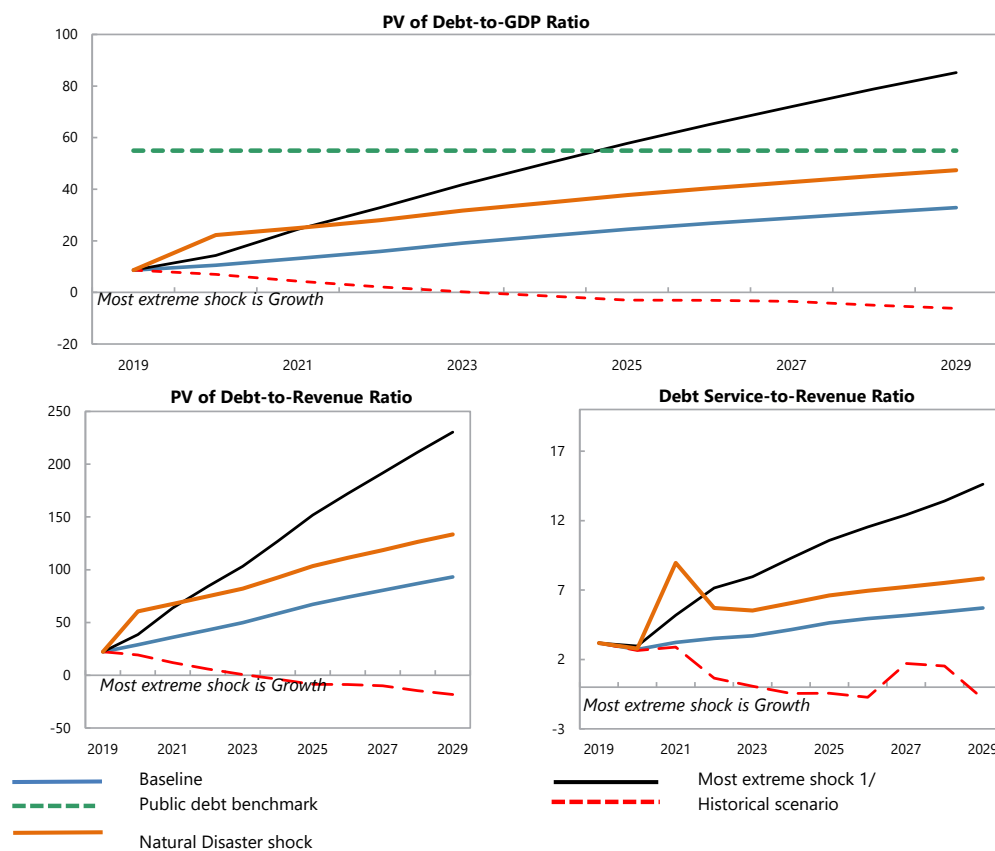 PV of Debt-to-GDP Ratio
100
80
60
40
20
0
-20
Most extreme shock is Growth
2019 2021 2023 2025 2027 2029
PV of Debt-to-Revenue Ratio
250
200
150
100
50
0
-50
Most extreme shock is Growth
2019 2021 2023 2025 2027 2029
Debt Service-to-Revenue Ratio
17
12
7
2
-3
Most extreme shock is Growth
2019 2021 2023 2025 2027 2029
Baseline
Public debt benchmark
Natural Disaster shock
Most extreme shock 1/
Historical scenario